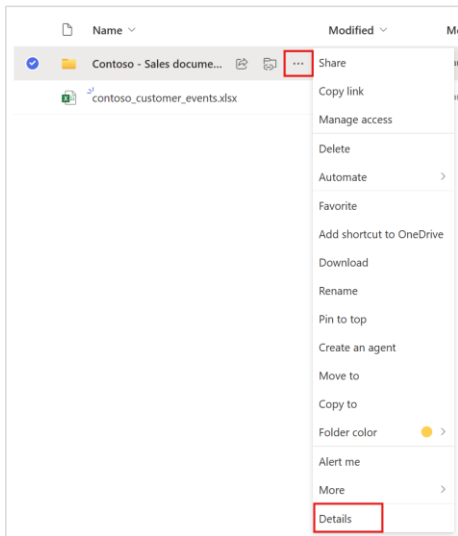 Name Modified M
Contoso - Sales docume... ... Share
contoso_customer_events.xlsx Copy link
Manage access
Delete
Automate
Favorite
Add shortcut to OneDrive
Download
Rename
Pin to top
Create an agent
Move to
Copy to
Folder color
Alert me
More
Details